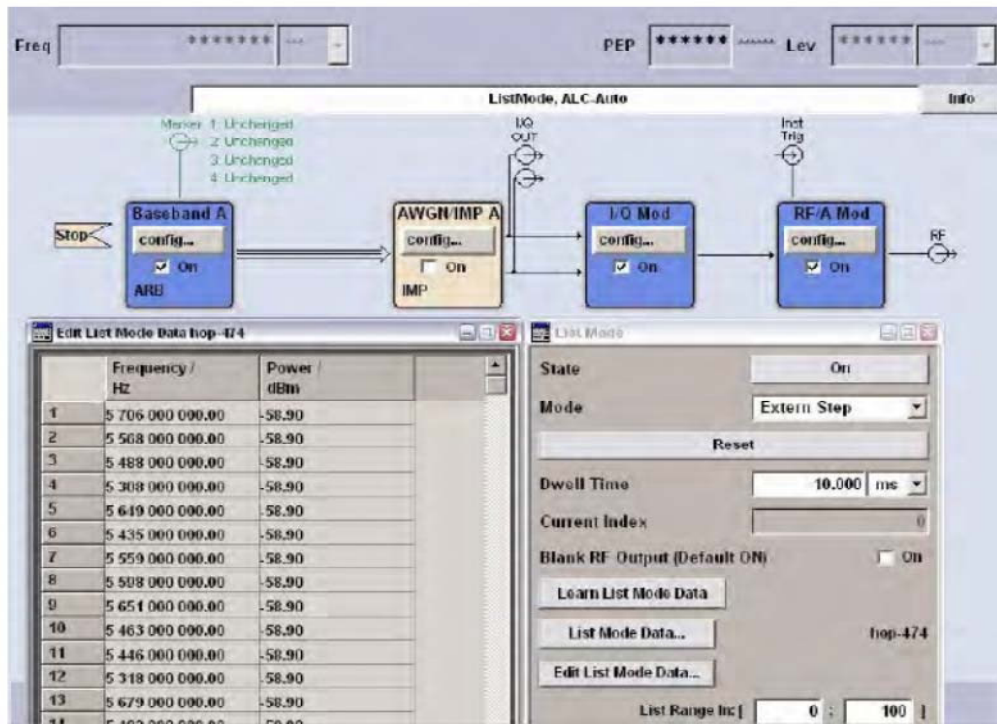 Freq ******* --- PEP ****** ------ Lev ****** ---
ListMode, ALC-Auto Info
Marker 1: Unchanged
2: Unchanged
3: Unchanged
4: Unchanged
I/Q
OUT
Inst
Trig
Stop
Baseband A
config...
On
ARB
AWGN/IMP A
config...
On
IMP
I/Q Mod
config...
On
RF/A Mod
config...
On
RF
Edit List Mode Data hop-474
Frequency / Hz Power / dBm
1 5 706 000 000.00 -58.90
2 5 568 000 000.00 -58.90
3 5 488 000 000.00 -58.90
4 5 308 000 000.00 -58.90
5 5 649 000 000.00 -58.90
6 5 435 000 000.00 -58.90
7 5 559 000 000.00 -58.90
8 5 598 000 000.00 -58.90
9 5 651 000 000.00 -58.90
10 5 463 000 000.00 -58.90
11 5 446 000 000.00 -58.90
12 5 318 000 000.00 -58.90
13 5 679 000 000.00 -58.90
List Mode
State On
Mode Extern Step
Reset
Dwell Time 10.000 ms
Current Index 0
Blank RF Output (Default ON) On
Learn List Mode Data
List Mode Data... hop-474
Edit List Mode Data...
List Range In: [ 0 : 100 ]